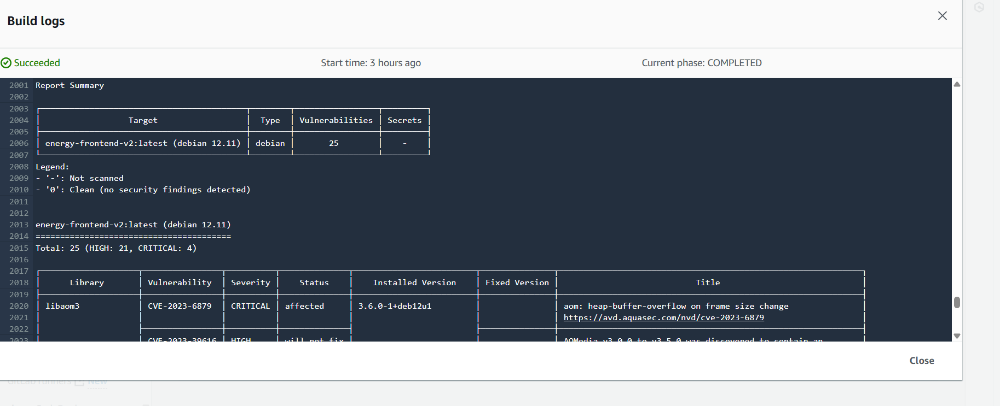 Build logs
Succeeded
Start time: 3 hours ago
Current phase: COMPLETED
2001 Report Summary
2002
2003
2004 Target Type Vulnerabilities Secrets
2005
2006 energy-frontend-v2:latest (debian 12.11) debian 25 -
2007
2008 Legend:
2009 - '-': Not scanned
2010 - '0': Clean (no security findings detected)
2011
2012
2013 energy-frontend-v2:latest (debian 12.11)
2014 ========================================
2015 Total: 25 (HIGH: 21, CRITICAL: 4)
2016
2017
2018 Library Vulnerability Severity Status Installed Version Fixed Version Title
2019
2020 libaom3 CVE-2023-6879 CRITICAL affected 3.6.0-1+deb12u1 aom: heap-buffer-overflow on frame size change
2021 https://avd.aquasec.com/nvd/cve-2023-6879
2022
2023 CVE-2023-39616 HIGH will not fix AOMedia v3.0.0 to v3.5.0 was discovered to contain an
Close
GitLab runners New